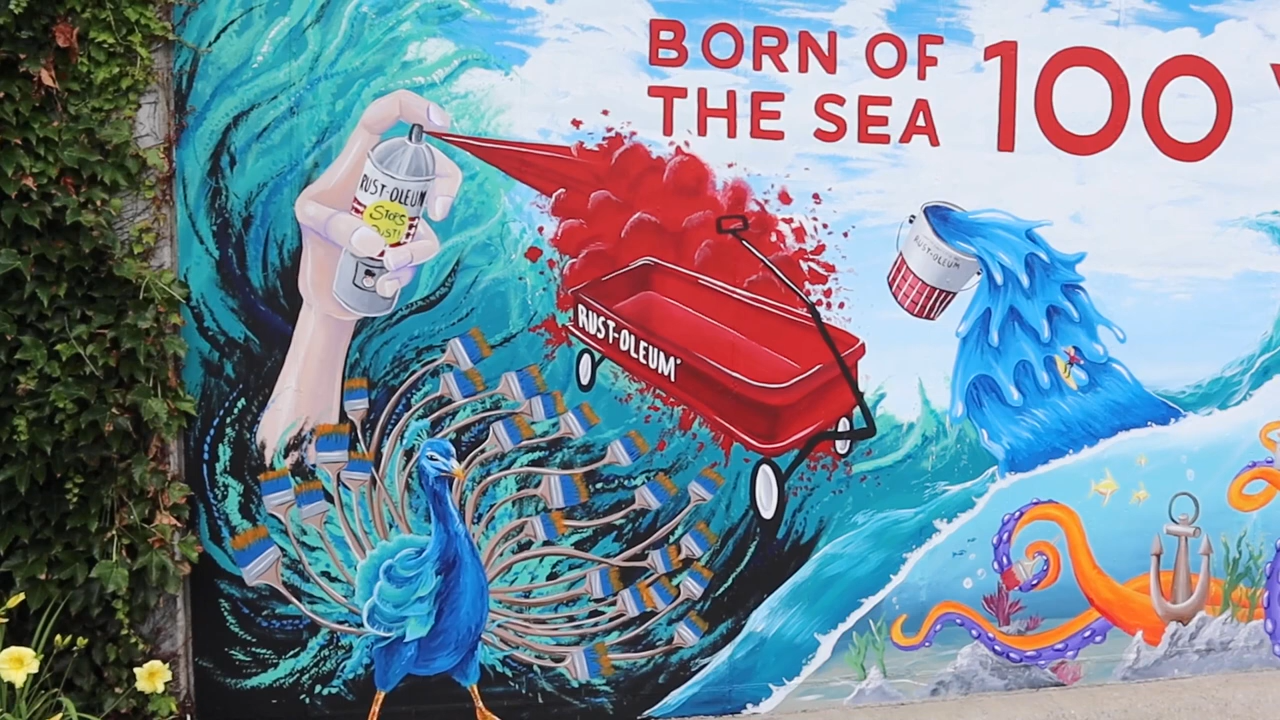 BORN OF
THE SEA
100
RUST-OLEUM
STOPS
RUST!
RUST-OLEUM®
RUST-OLEUM